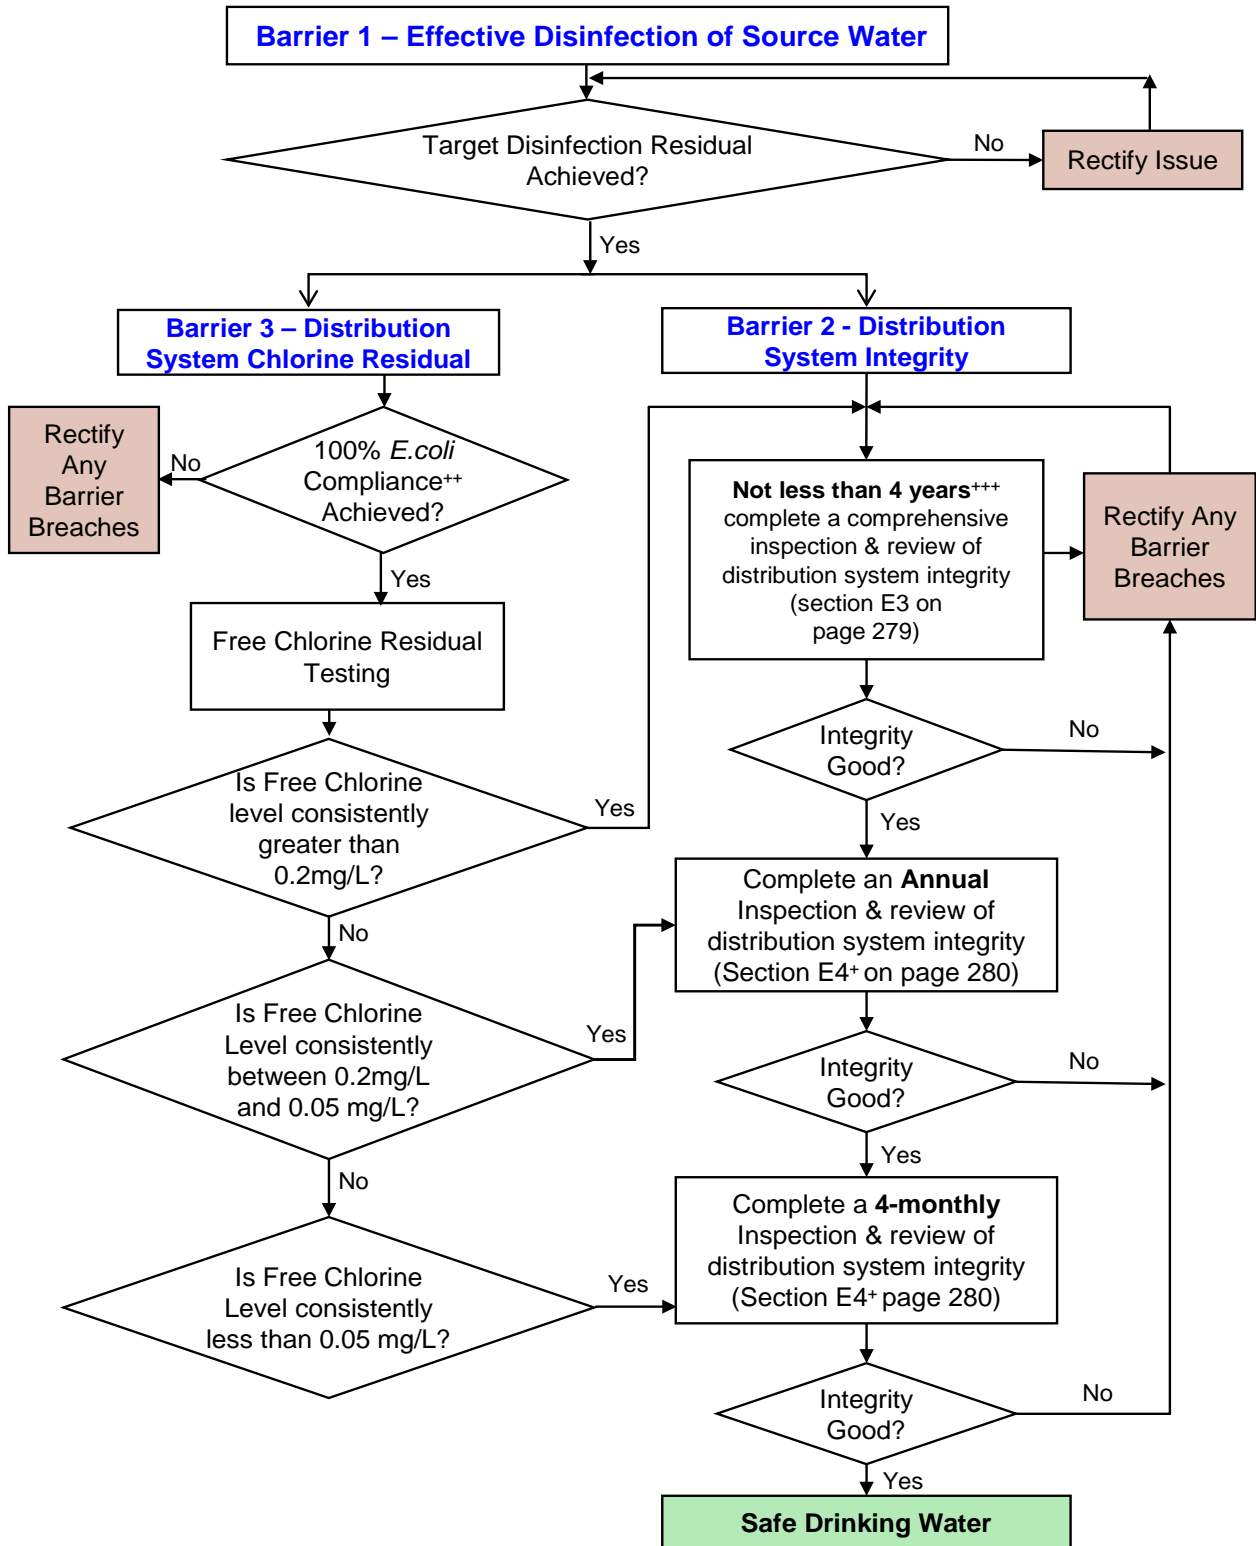 Barrier 1 – Effective Disinfection of Source Water
Target Disinfection Residual
Achieved?
No
Rectify Issue
Yes
Barrier 3 – Distribution
System Chlorine Residual
Barrier 2 - Distribution
System Integrity
Rectify
Any
Barrier
Breaches
No
100% E.coli
Compliance++
Achieved?
Yes
Free Chlorine Residual
Testing
Is Free Chlorine
level consistently
greater than
0.2mg/L?
Yes
No
Is Free Chlorine
Level consistently
between 0.2mg/L
and 0.05 mg/L?
Yes
No
Is Free Chlorine
Level consistently
less than 0.05 mg/L?
Yes
Not less than 4 years+++
complete a comprehensive
inspection & review of
distribution system integrity
(section E3 on
page 279)
Rectify Any
Barrier
Breaches
Integrity
Good?
No
Yes
Complete an Annual
Inspection & review of
distribution system integrity
(Section E4+ on page 280)
Integrity
Good?
No
Yes
Complete a 4-monthly
Inspection & review of
distribution system integrity
(Section E4+ page 280)
Integrity
Good?
No
Yes
Safe Drinking Water